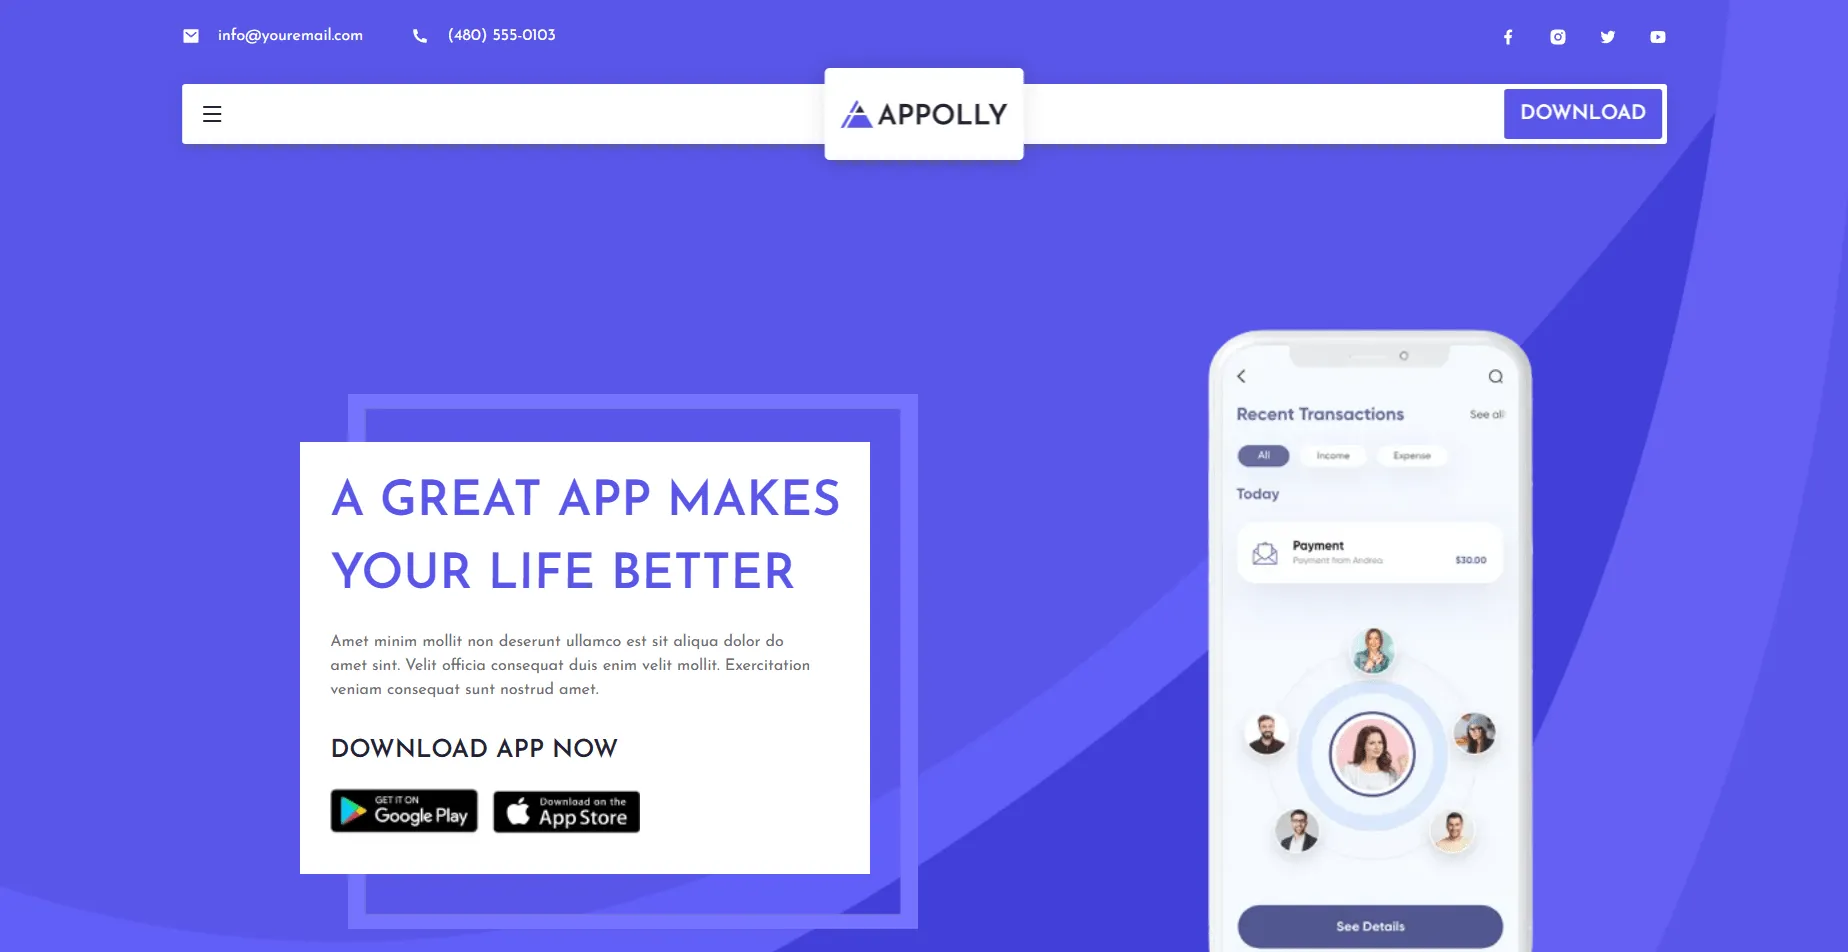 info@youremail.com
(480) 555-0103
APPOLLY
DOWNLOAD
A GREAT APP MAKES
YOUR LIFE BETTER
Amet minim mollit non deserunt ullamco est sit aliqua dolor do
amet sint. Velit officia consequat duis enim velit mollit. Exercitation
veniam consequat sunt nostrud amet.
DOWNLOAD APP NOW
GET IT ON
Google Play
Download on the
App Store
Recent Transactions
See all
All
Income
Expense
Today
Payment
Payment from Andrea
$30.00
See Details